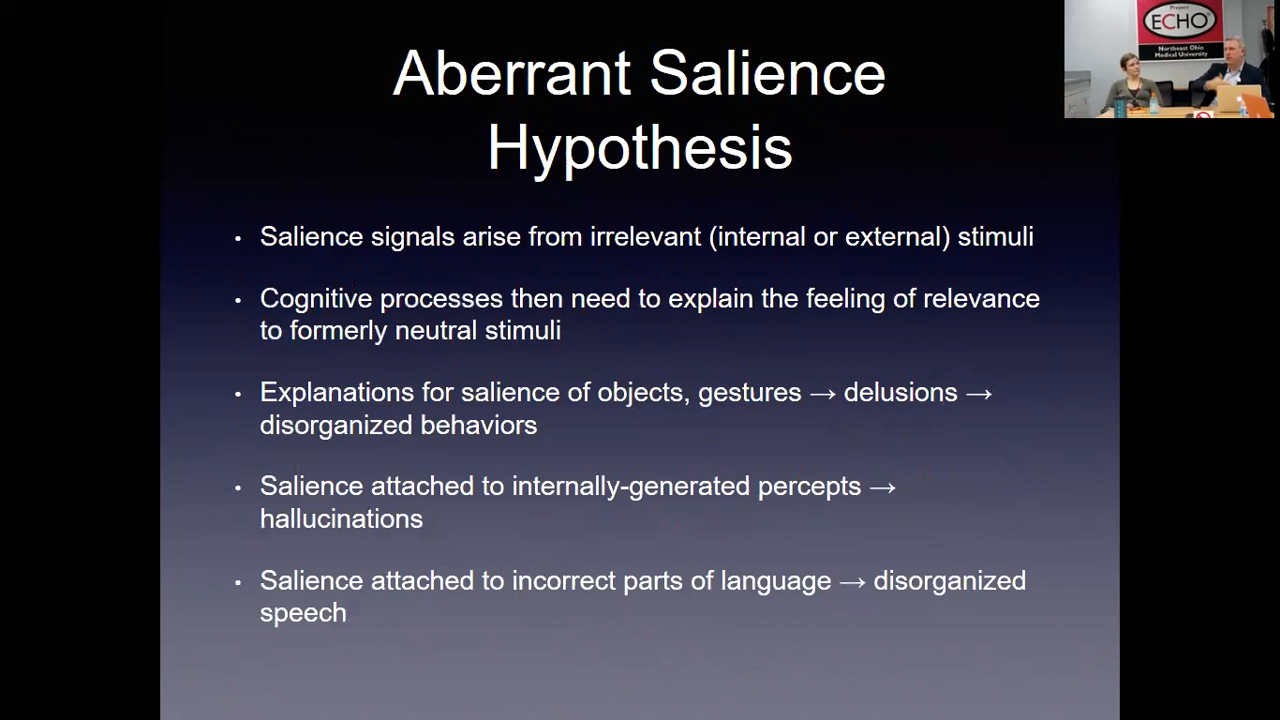 Aberrant Salience
Hypothesis
Project
ECHO
Northeast Ohio
Medical University
• Salience signals arise from irrelevant (internal or external) stimuli
• Cognitive processes then need to explain the feeling of relevance
to formerly neutral stimuli
• Explanations for salience of objects, gestures → delusions →
disorganized behaviors
• Salience attached to internally-generated percepts →
hallucinations
• Salience attached to incorrect parts of language → disorganized
speech